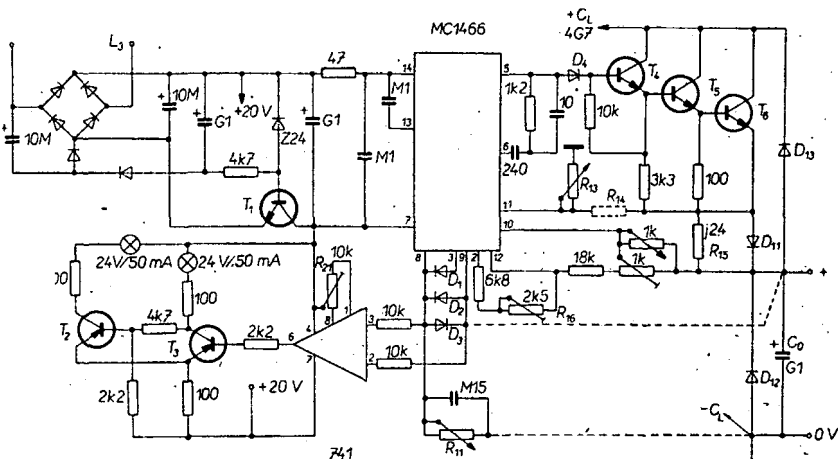 L3
MC1466
+CL
4G7
47
14
5
D4
T4
T5
T6
+20 V
10M
+
10M
+
G1
+
Z24
G1
+
M1
13
M1
1k2
10
10k
6
240
R13
3k3
100
D13
4k7
T1
7
11
R14
10
1k
1k
j24
R15
D11
+
24V/50 mA
24 V/50 mA
10k
R21
8
3
9
2
12
D1
D2
D3
6k8
18k
2k5
R16
100
T2
4k7
T3
2k2
6
4
8
1
7
3
2
10k
10k
+
C0
G1
D12
2k2
100
+20 V
M15
R11
-CL
0V
741